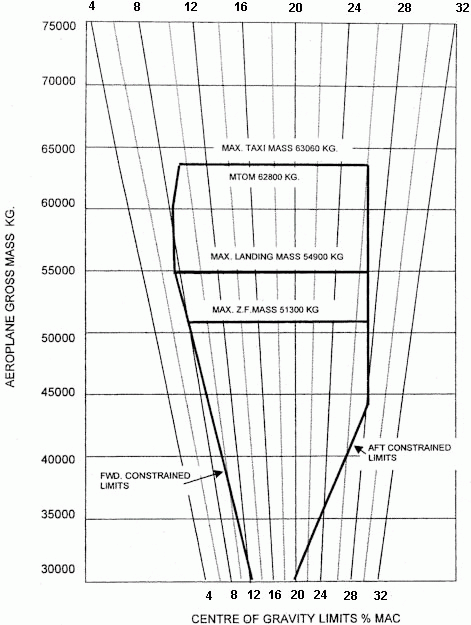 4 8 12 16 20 24 28 32
75000
70000
65000
MAX. TAXI MASS 63060 KG.
MTOM 62800 KG.
60000
MAX. LANDING MASS 54900 KG
55000
MAX. Z.F.MASS 51300 KG
50000
45000
AFT CONSTRAINED
LIMITS
40000
FWD. CONSTRAINED
LIMITS
35000
30000
AEROPLANE GROSS MASS KG.
4 8 12 16 20 24 28 32
CENTRE OF GRAVITY LIMITS % MAC